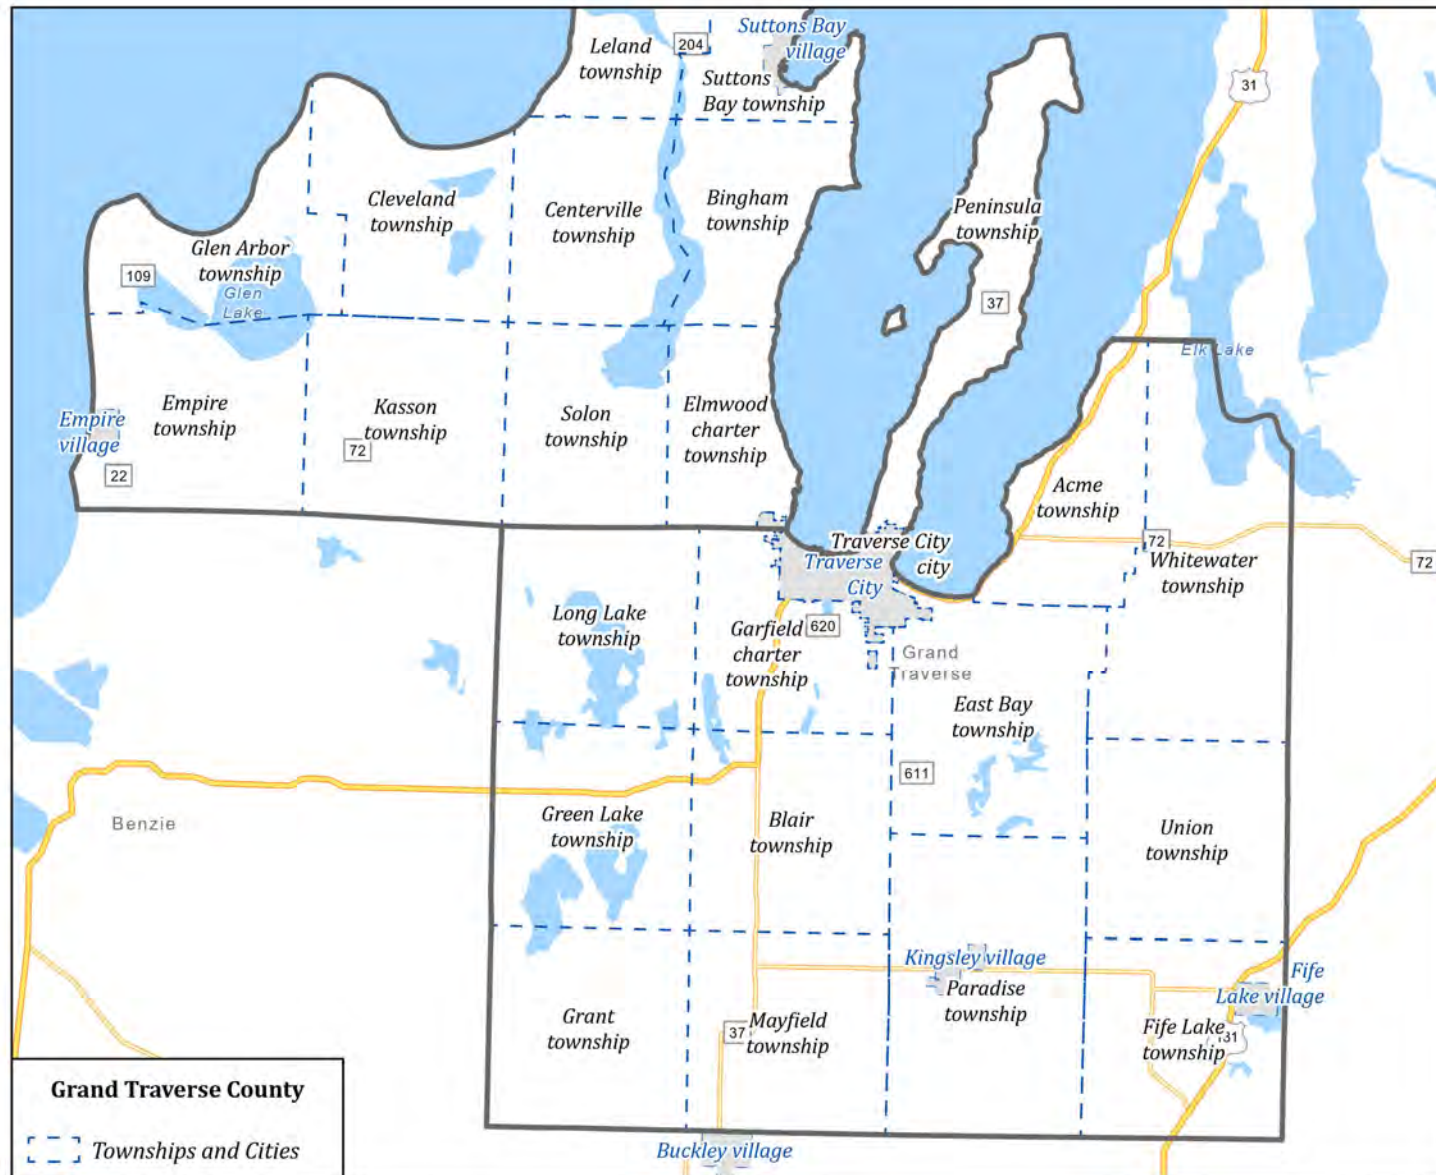 Suttons Bay
village
Leland
township
204
Suttons
Bay township
31
Cleveland
township
Centerville
township
Bingham
township
Peninsula
township
Glen Arbor
township
109
Glen
Lake
37
Elk Lake
Empire
village
Empire
township
Kasson
township
72
Solon
township
Elmwood
charter
township
22
Acme
township
Traverse City
city
Traverse
City
72
Whitewater
township
72
Long Lake
township
Garfield
charter
township
620
Grand
Traverse
East Bay
township
611
Benzie
Green Lake
township
Blair
township
Union
township
Kingsley village
Paradise
township
Fife
Lake village
Grant
township
37
Mayfield
township
Fife Lake
township
131
Grand Traverse County
Townships and Cities
Buckley village